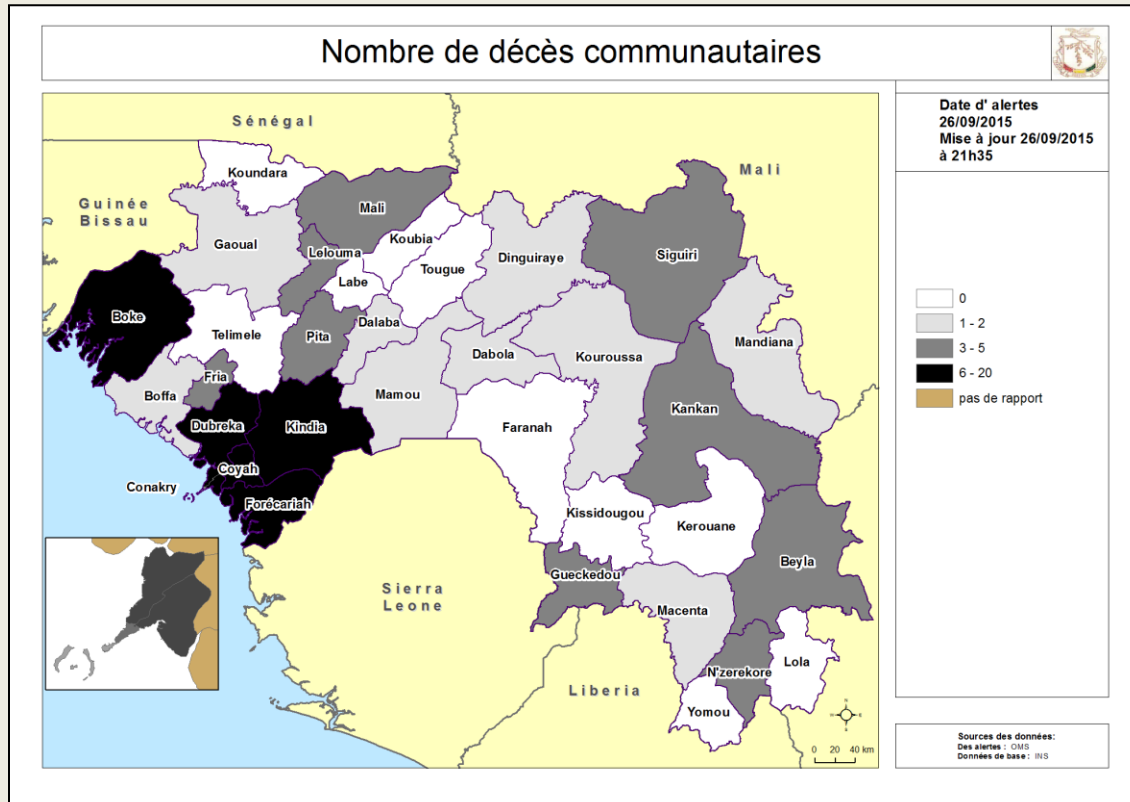 Nombre de décès communautaires
Date d' alertes
26/09/2015
Mise à jour 26/09/2015
à 21h35
Sénégal
Mali
Guinée
Bissau
Koundara
Mali
Gaoual
Koubia
Lelouma
Tougue
Labe
Dinguiraye
Siguiri
Boke
Telimele
Pita
Dalaba
Dabola
Kouroussa
Mandiana
Fria
Boffa
Mamou
Kankan
Dubreka
Kindia
Faranah
Coyah
Conakry
Forécariah
Kissidougou
Kerouane
Beyla
Gueckedou
Sierra
Leone
Macenta
Lola
N'zerekore
Liberia
Yomou
0 20 40 km
0
1 - 2
3 - 5
6 - 20
pas de rapport
Sources des données:
Des alertes : OMS
Données de base : INS